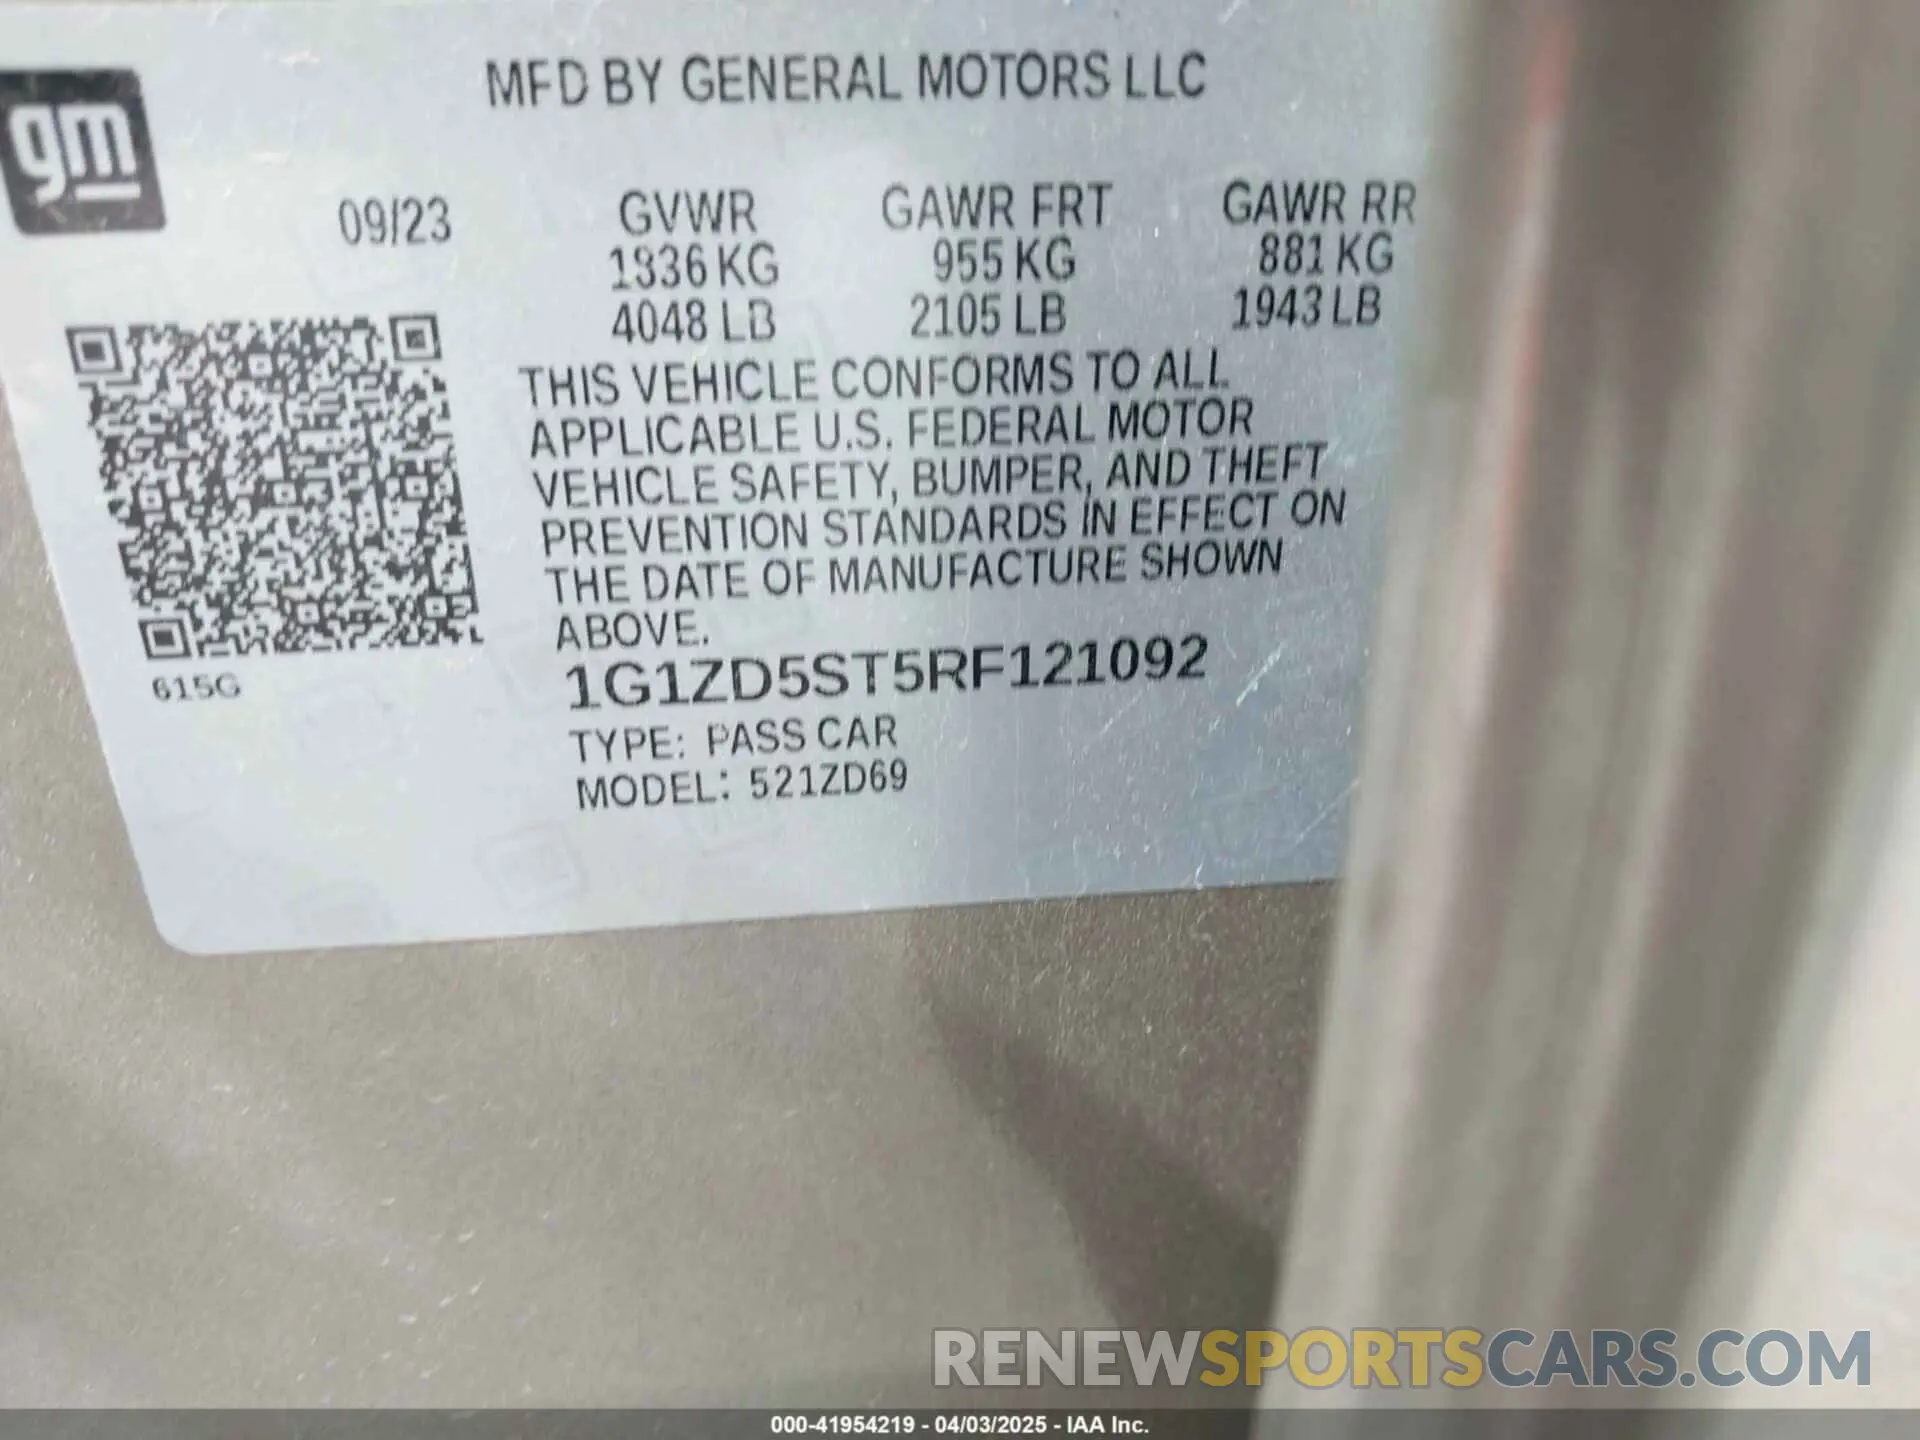 MFD BY GENERAL MOTORS LLC
gm
09/23 GVWR GAWR FRT GAWR RR
1836 KG 955 KG 881 KG
4048 LB 2105 LB 1943 LB
THIS VEHICLE CONFORMS TO ALL
APPLICABLE U.S. FEDERAL MOTOR
VEHICLE SAFETY, BUMPER, AND THEFT
PREVENTION STANDARDS IN EFFECT ON
THE DATE OF MANUFACTURE SHOWN
ABOVE.
615G
1G1ZD5ST5RF121092
TYPE: PASS CAR
MODEL: 521ZD69
RENEWSPORTSCARS.COM
000-41954219 - 04/03/2025 - IAA Inc.